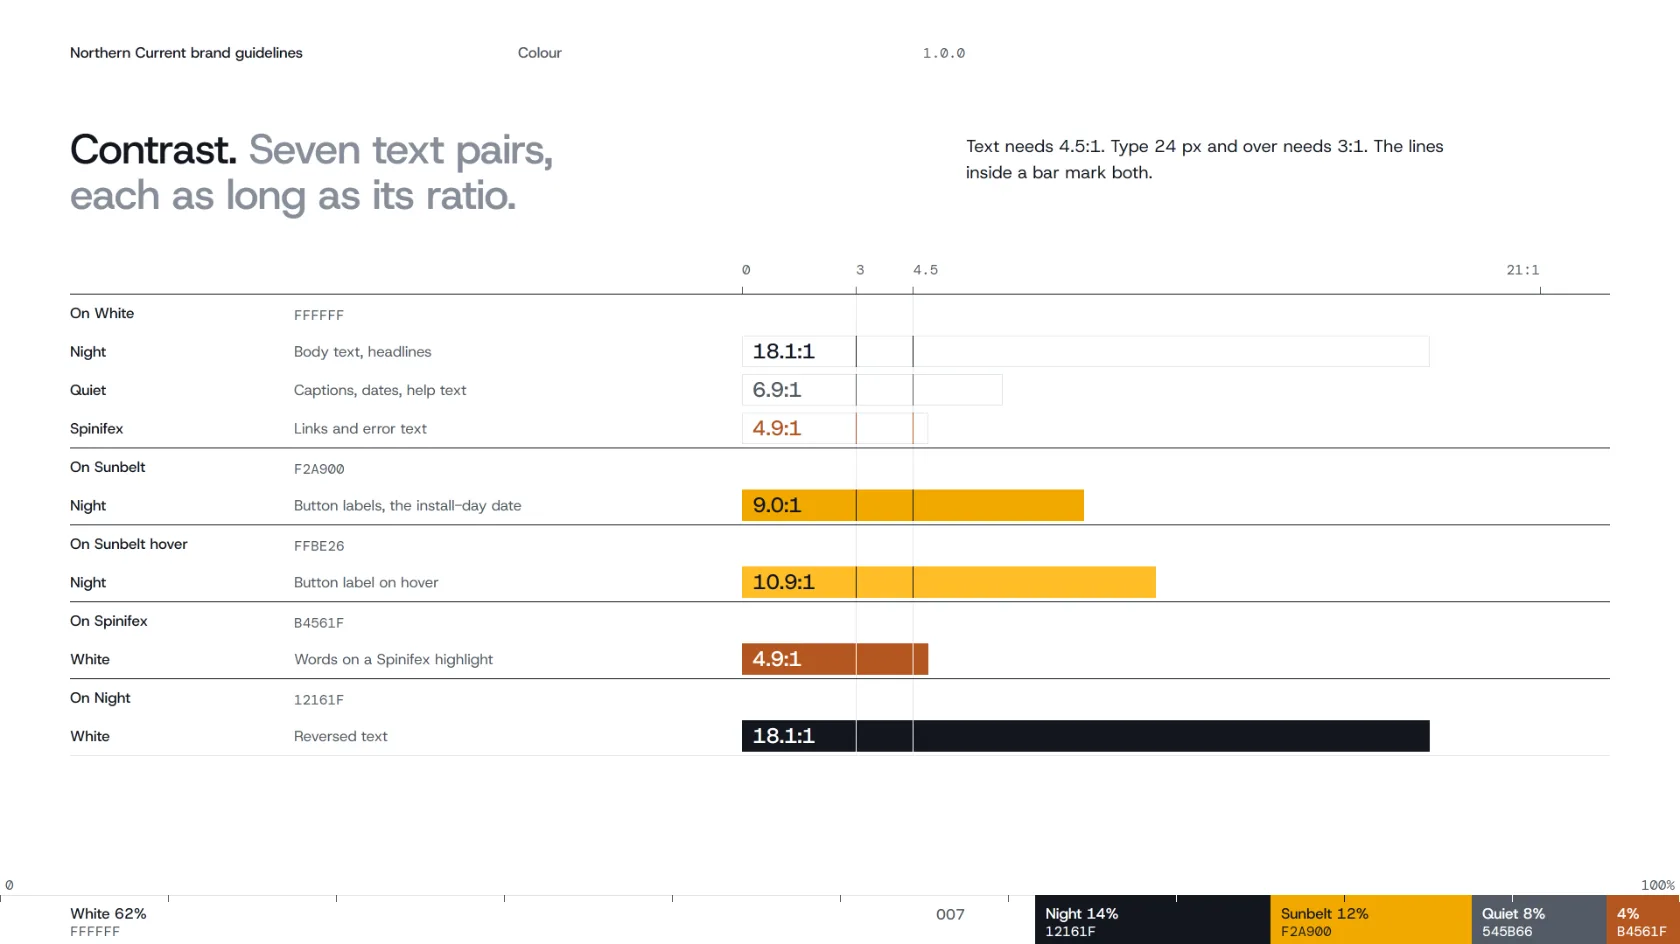 Northern Current brand guidelines
Colour
1.0.0
Contrast. Seven text pairs,
each as long as its ratio.
Text needs 4.5:1. Type 24 px and over needs 3:1. The lines
inside a bar mark both.
0 3 4.5 21:1
On White FFFFFF
Night Body text, headlines 18.1:1
Quiet Captions, dates, help text 6.9:1
Spinifex Links and error text 4.9:1
On Sunbelt F2A900
Night Button labels, the install-day date 9.0:1
On Sunbelt hover FFBE26
Night Button label on hover 10.9:1
On Spinifex B4561F
White Words on a Spinifex highlight 4.9:1
On Night 12161F
White Reversed text 18.1:1
0 100%
White 62%
FFFFFF
007
Night 14%
12161F
Sunbelt 12%
F2A900
Quiet 8%
545B66
4%
B4561F